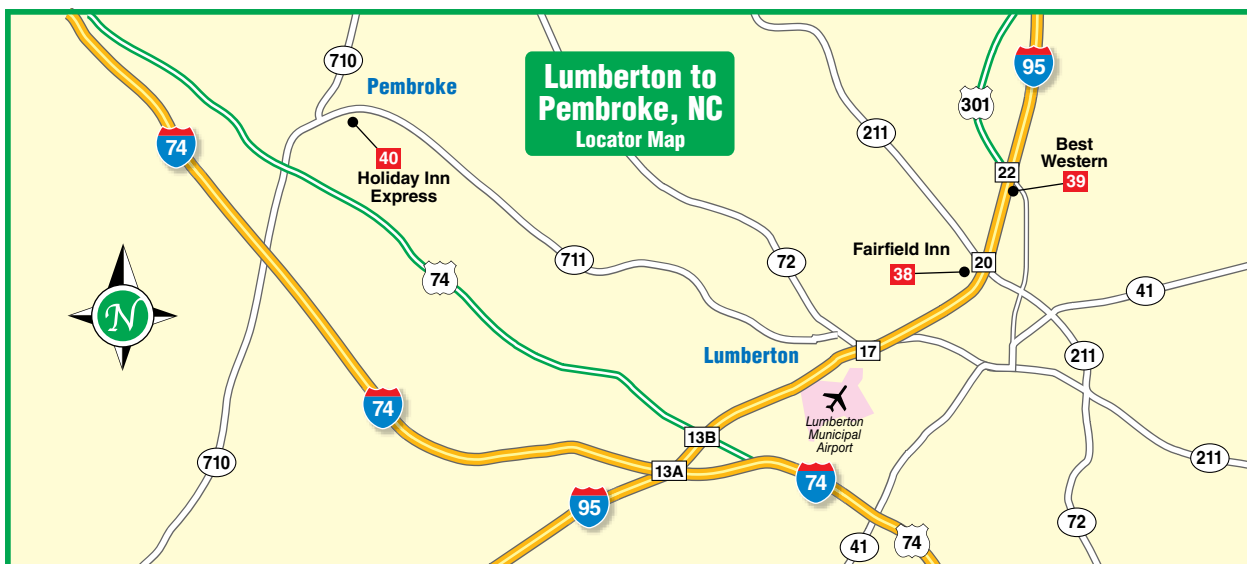 Lumberton to
Pembroke, NC
Locator Map
710
Pembroke
95
301
211
74
40
Holiday Inn
Express
22
Best
Western
39
72
711
Fairfield Inn
38
20
74
N
41
Lumberton
17
211
74
Lumberton
Municipal
Airport
13B
710
13A
211
74
95
72
41
74